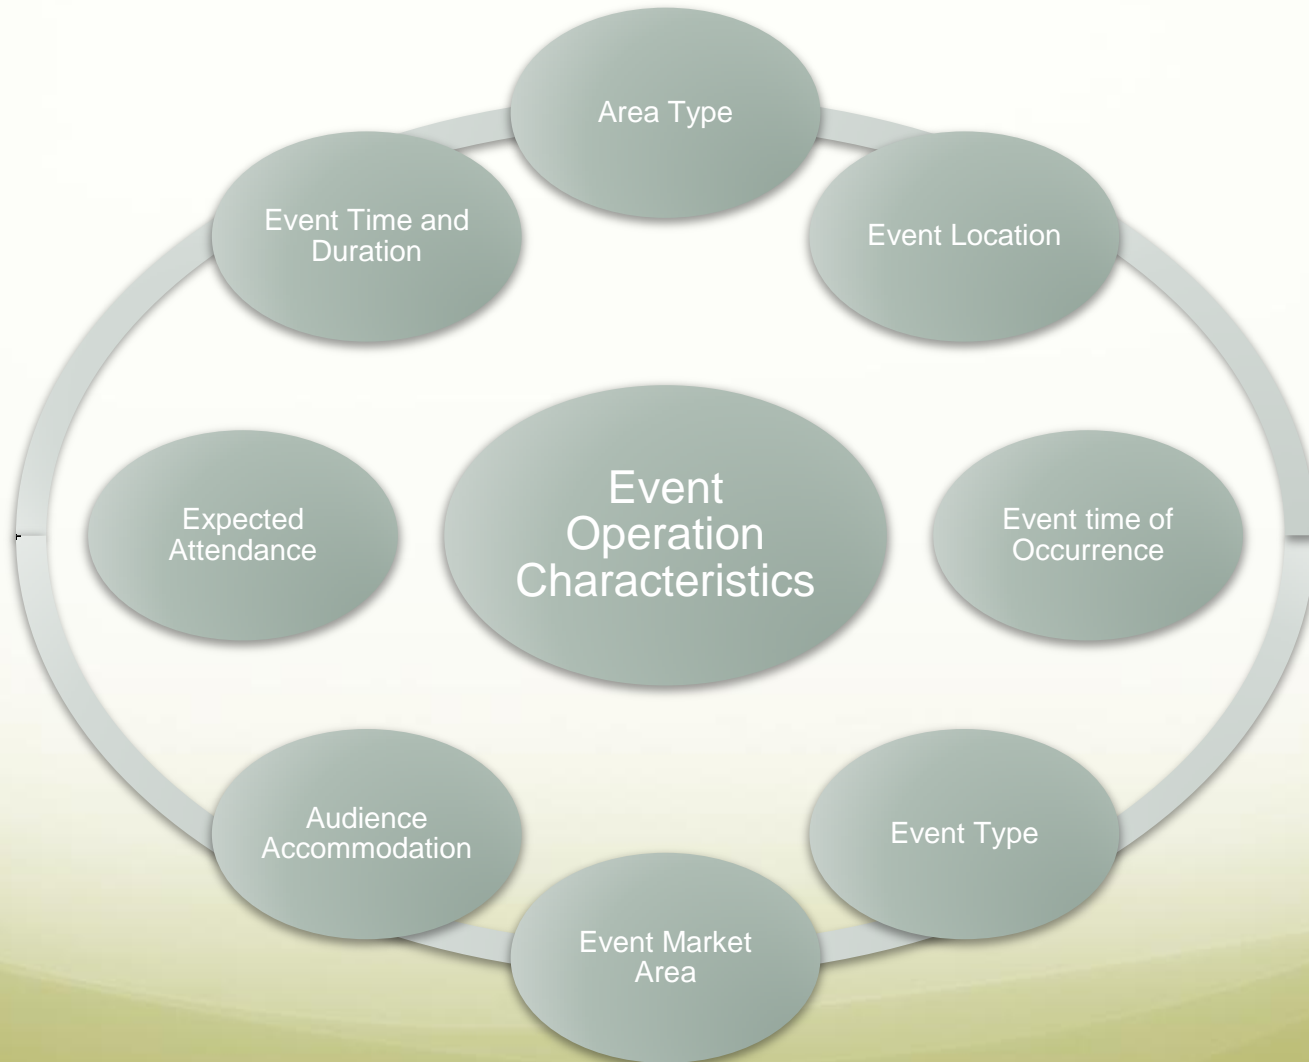 Area Type
Event Time and
Duration
Event Location
Expected
Attendance
Event
Operation
Characteristics
Event time of
Occurrence
Audience
Accommodation
Event Type
Event Market
Area